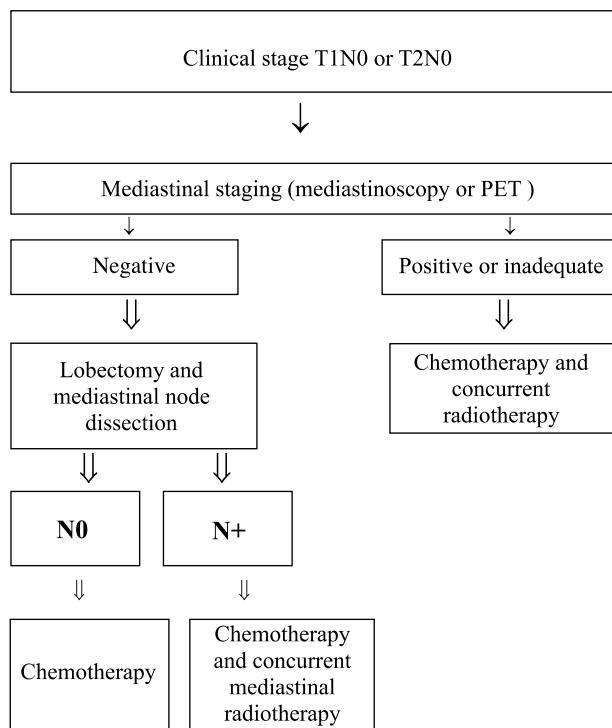 Clinical stage T1N0 or T2N0
Mediastinal staging (mediastinoscopy or PET )
Negative
Positive or inadequate
Lobectomy and
mediastinal node
dissection
Chemotherapy and
concurrent
radiotherapy
N0
N+
Chemotherapy
Chemotherapy
and concurrent
mediastinal
radiotherapy